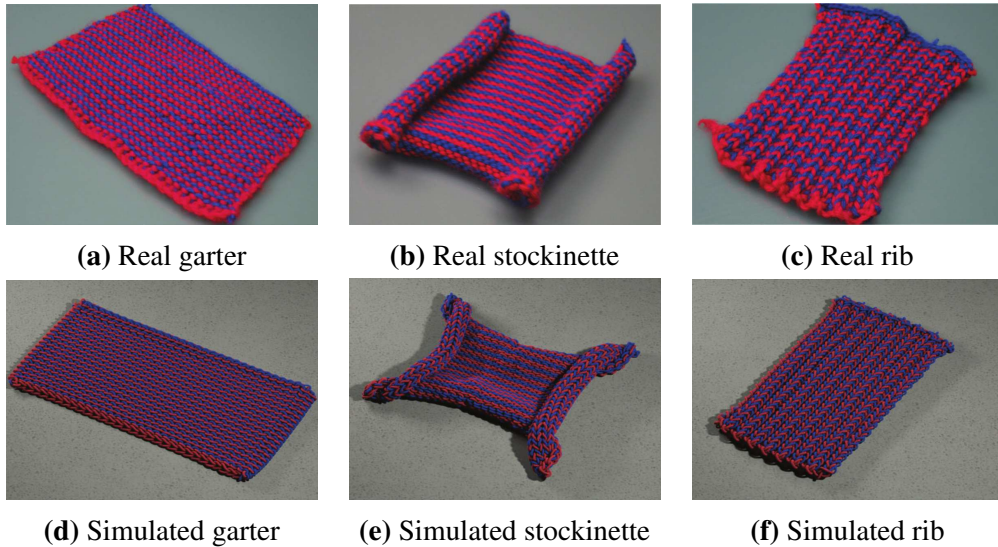 (a) Real garter
(b) Real stockinette
(c) Real rib
(d) Simulated garter
(e) Simulated stockinette
(f) Simulated rib